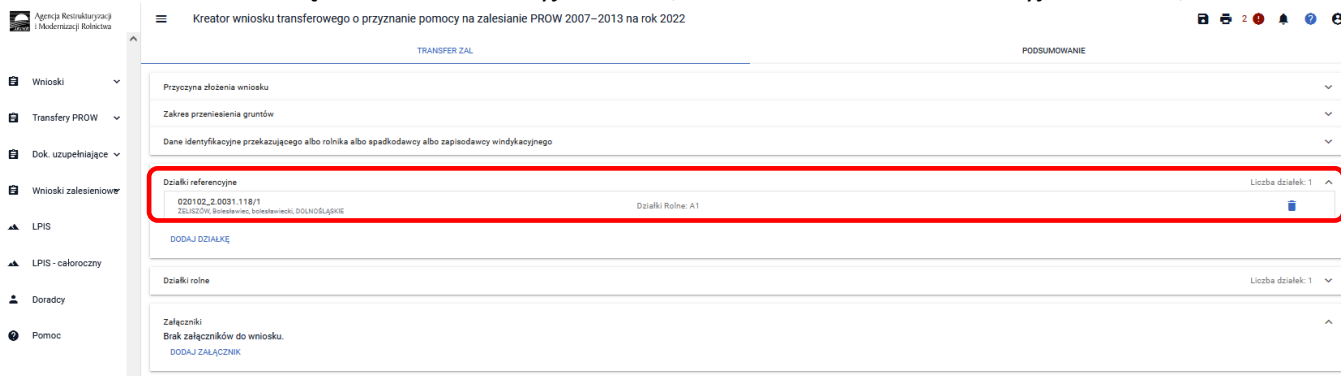 Agencja Restrukturyzacji
i Modernizacji Rolnictwa
Kreator wniosku transferowego o przyznanie pomocy na zalesianie PROW 2007–2013 na rok 2022
2
TRANSFER ZAL
PODSUMOWANIE
Wnioski
Transfery PROW
Dok. uzupełniające
Wnioski zalesieniowe
LPIS
LPIS - całoroczny
Doradcy
Pomoc
Przyczyna złożenia wniosku
Zakres przeniesienia gruntów
Dane identyfikacyjne przekazującego albo rolnika albo spadkodawcy albo zapisodawcy windykacyjnego
Działki referencyjne
Liczba działek: 1
020102_2.0031.118/1
ŻELISZÓW, Bolesławiec, bolesławiecki, DOLNOŚLĄSKIE
Działki Rolne: A1
DODAJ DZIAŁKĘ
Działki rolne
Liczba działek: 1
Załączniki
Brak załączników do wniosku.
DODAJ ZAŁĄCZNIK